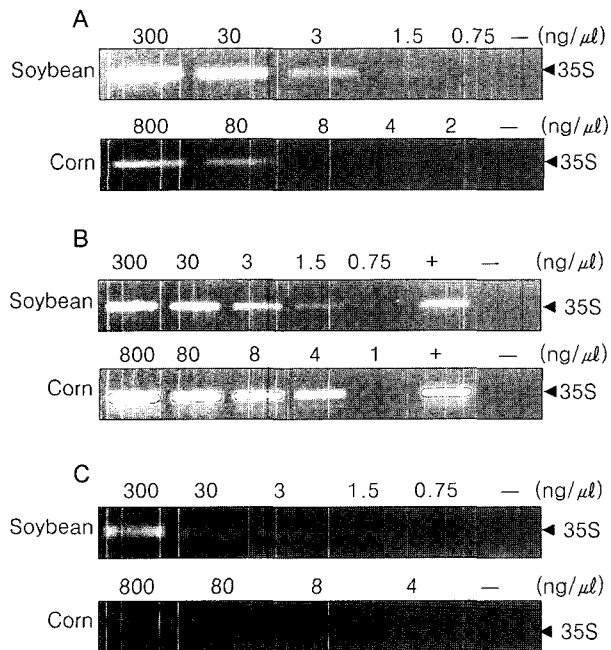 A
300 30 3 1.5 0.75 — (ng/μl)
Soybean ◄35S
800 80 8 4 2 — (ng/μl)
Corn ◄35S
B
300 30 3 1.5 0.75 + — (ng/μl)
Soybean ◄35S
800 80 8 4 1 + — (ng/μl)
Corn ◄35S
C
300 30 3 1.5 0.75 — (ng/μl)
Soybean ◄35S
800 80 8 4 — (ng/μl)
Corn ◄35S